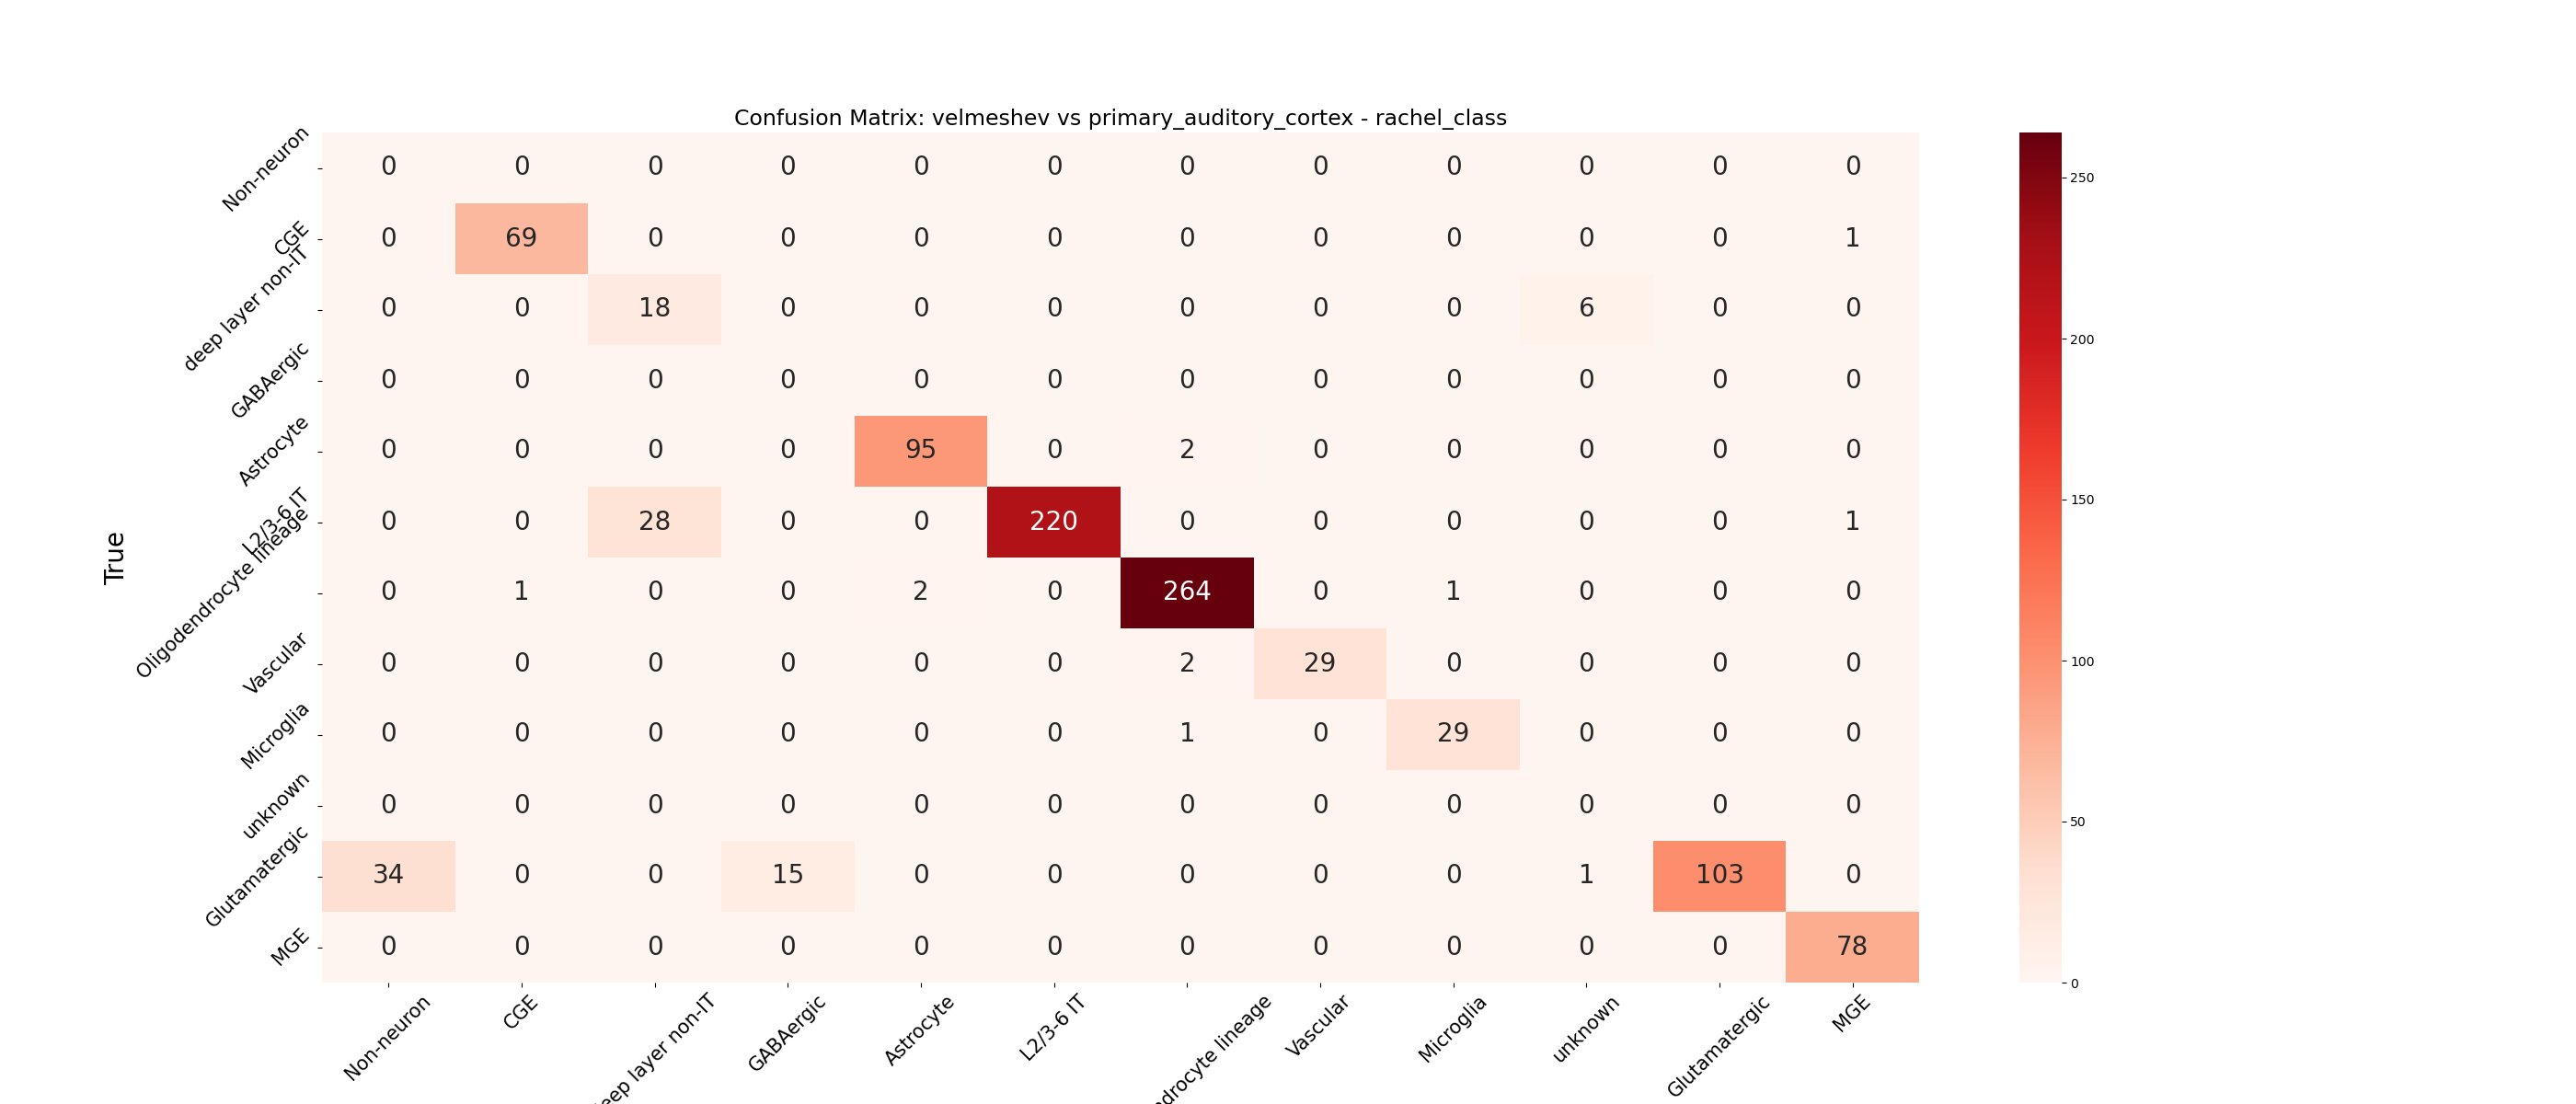 Confusion Matrix: velmeshev vs primary_auditory_cortex - rachel_class
True
Non-neuron 0 0 0 0 0 0 0 0 0 0 0 0
CGE 0 69 0 0 0 0 0 0 0 0 0 1
deep layer non-IT 0 0 18 0 0 0 0 0 0 6 0 0
GABAergic 0 0 0 0 0 0 0 0 0 0 0 0
Astrocyte 0 0 0 0 95 0 2 0 0 0 0 0
L2/3-6 IT 0 0 28 0 0 220 0 0 0 0 0 1
Oligodendrocyte lineage 0 1 0 0 2 0 264 0 1 0 0 0
Vascular 0 0 0 0 0 0 2 29 0 0 0 0
Microglia 0 0 0 0 0 0 1 0 29 0 0 0
unknown 0 0 0 0 0 0 0 0 0 0 0 0
Glutamatergic 34 0 0 15 0 0 0 0 0 1 103 0
MGE 0 0 0 0 0 0 0 0 0 0 0 78
Non-neuron
CGE
eep layer non-IT
GABAergic
Astrocyte
L2/3-6 IT
ndrocyte lineage
Vascular
Microglia
unknown
Glutamatergic
MGE
250
200
150
100
50
0